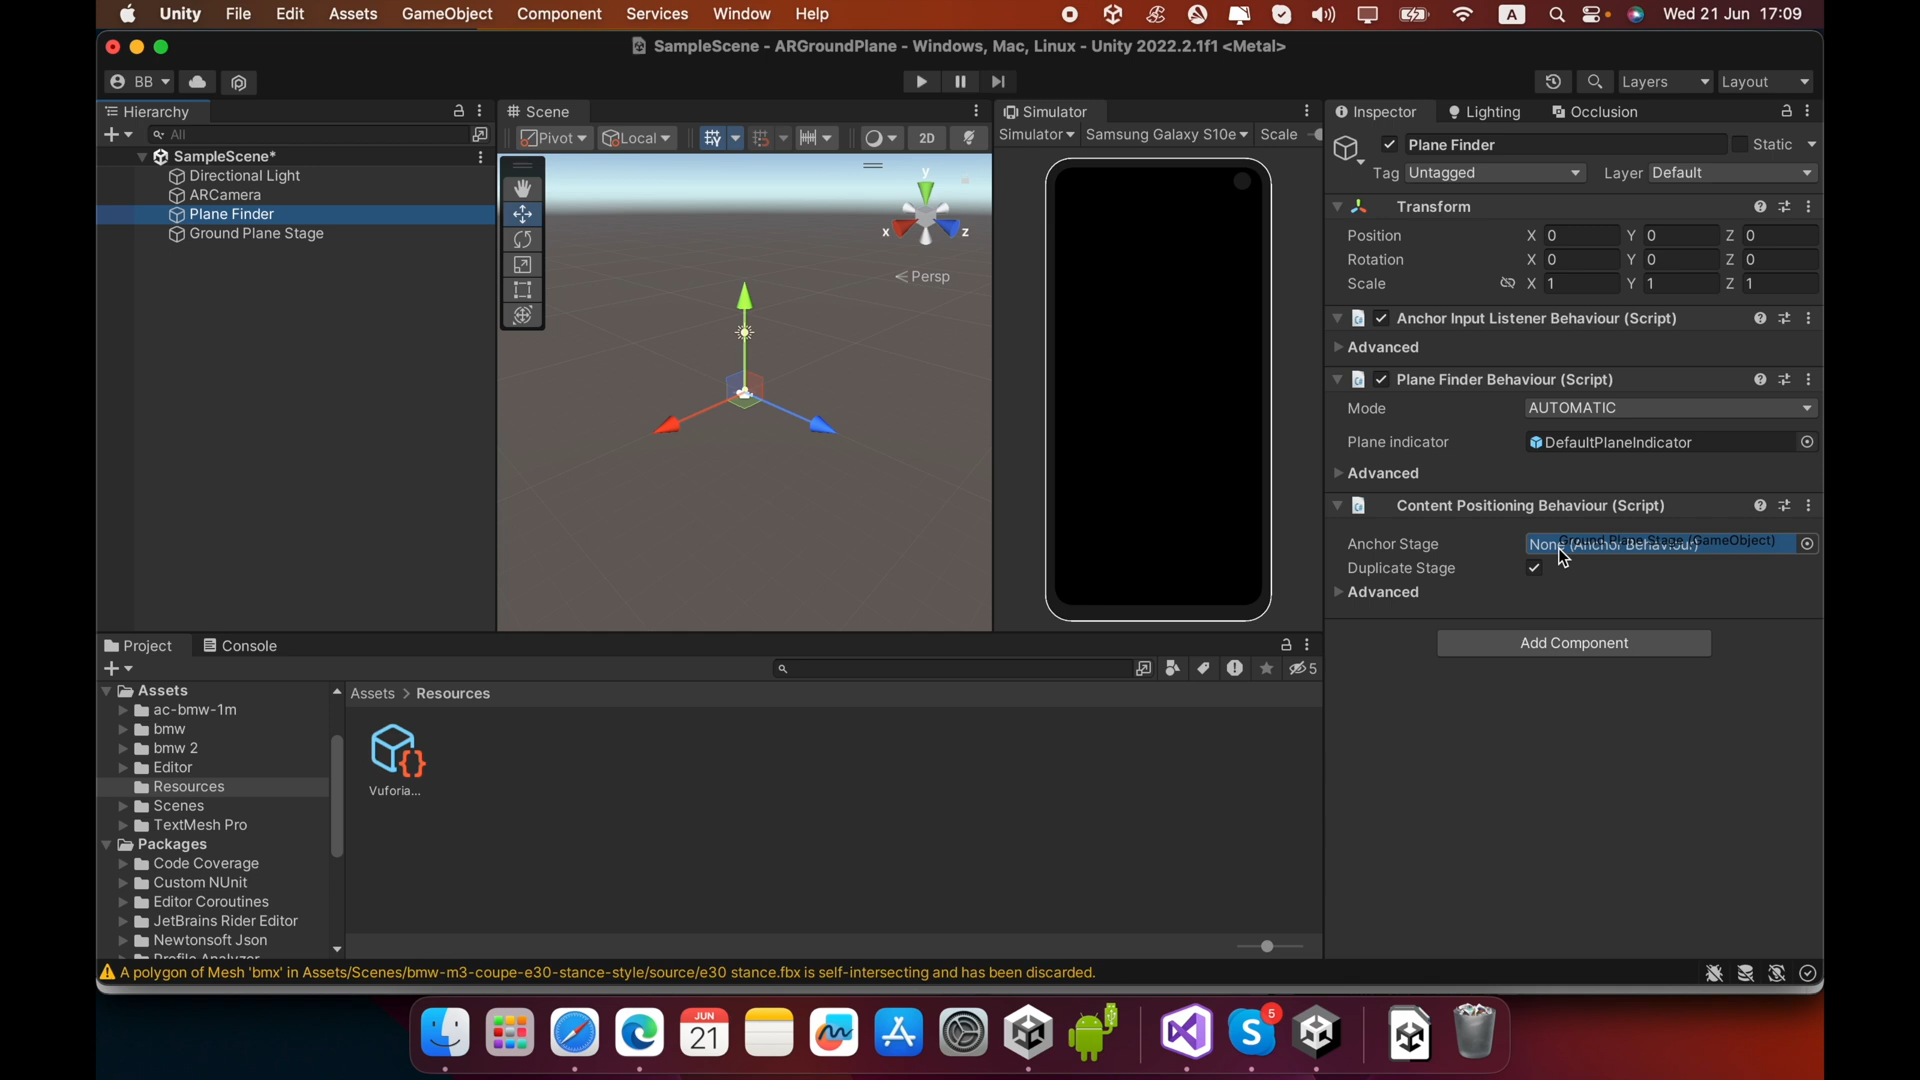 Unity File Edit Assets GameObject Component Services Window Help A Wed 21 Jun 17:09
SampleScene - ARGroundPlane - Windows, Mac, Linux - Unity 2022.2.1f1 <Metal>
BB Layers Layout
Hierarchy
All
SampleScene*
Directional Light
ARCamera
Plane Finder
Ground Plane Stage
Scene
Pivot Local 2D
y
x
z
Persp
Simulator
Simulator Samsung Galaxy S10e Scale
Inspector Lighting Occlusion
Plane Finder Static
Tag Untagged Layer Default
Transform
Position X 0 Y 0 Z 0
Rotation X 0 Y 0 Z 0
Scale X 1 Y 1 Z 1
Anchor Input Listener Behaviour (Script)
Advanced
Plane Finder Behaviour (Script)
Mode AUTOMATIC
Plane indicator DefaultPlaneIndicator
Advanced
Content Positioning Behaviour (Script)
Anchor Stage None (Anchor Behaviour)
Ground Plane Stage (GameObject)
Duplicate Stage
Advanced
Add Component
Project Console
5
Assets
ac-bmw-1m
bmw
bmw 2
Editor
Resources
Scenes
TextMesh Pro
Packages
Code Coverage
Custom NUnit
Editor Coroutines
JetBrains Rider Editor
Newtonsoft Json
Assets > Resources
Vuforia...
A polygon of Mesh 'bmx' in Assets/Scenes/bmw-m3-coupe-e30-stance-style/source/e30 stance.fbx is self-intersecting and has been discarded.
JUN
21
5